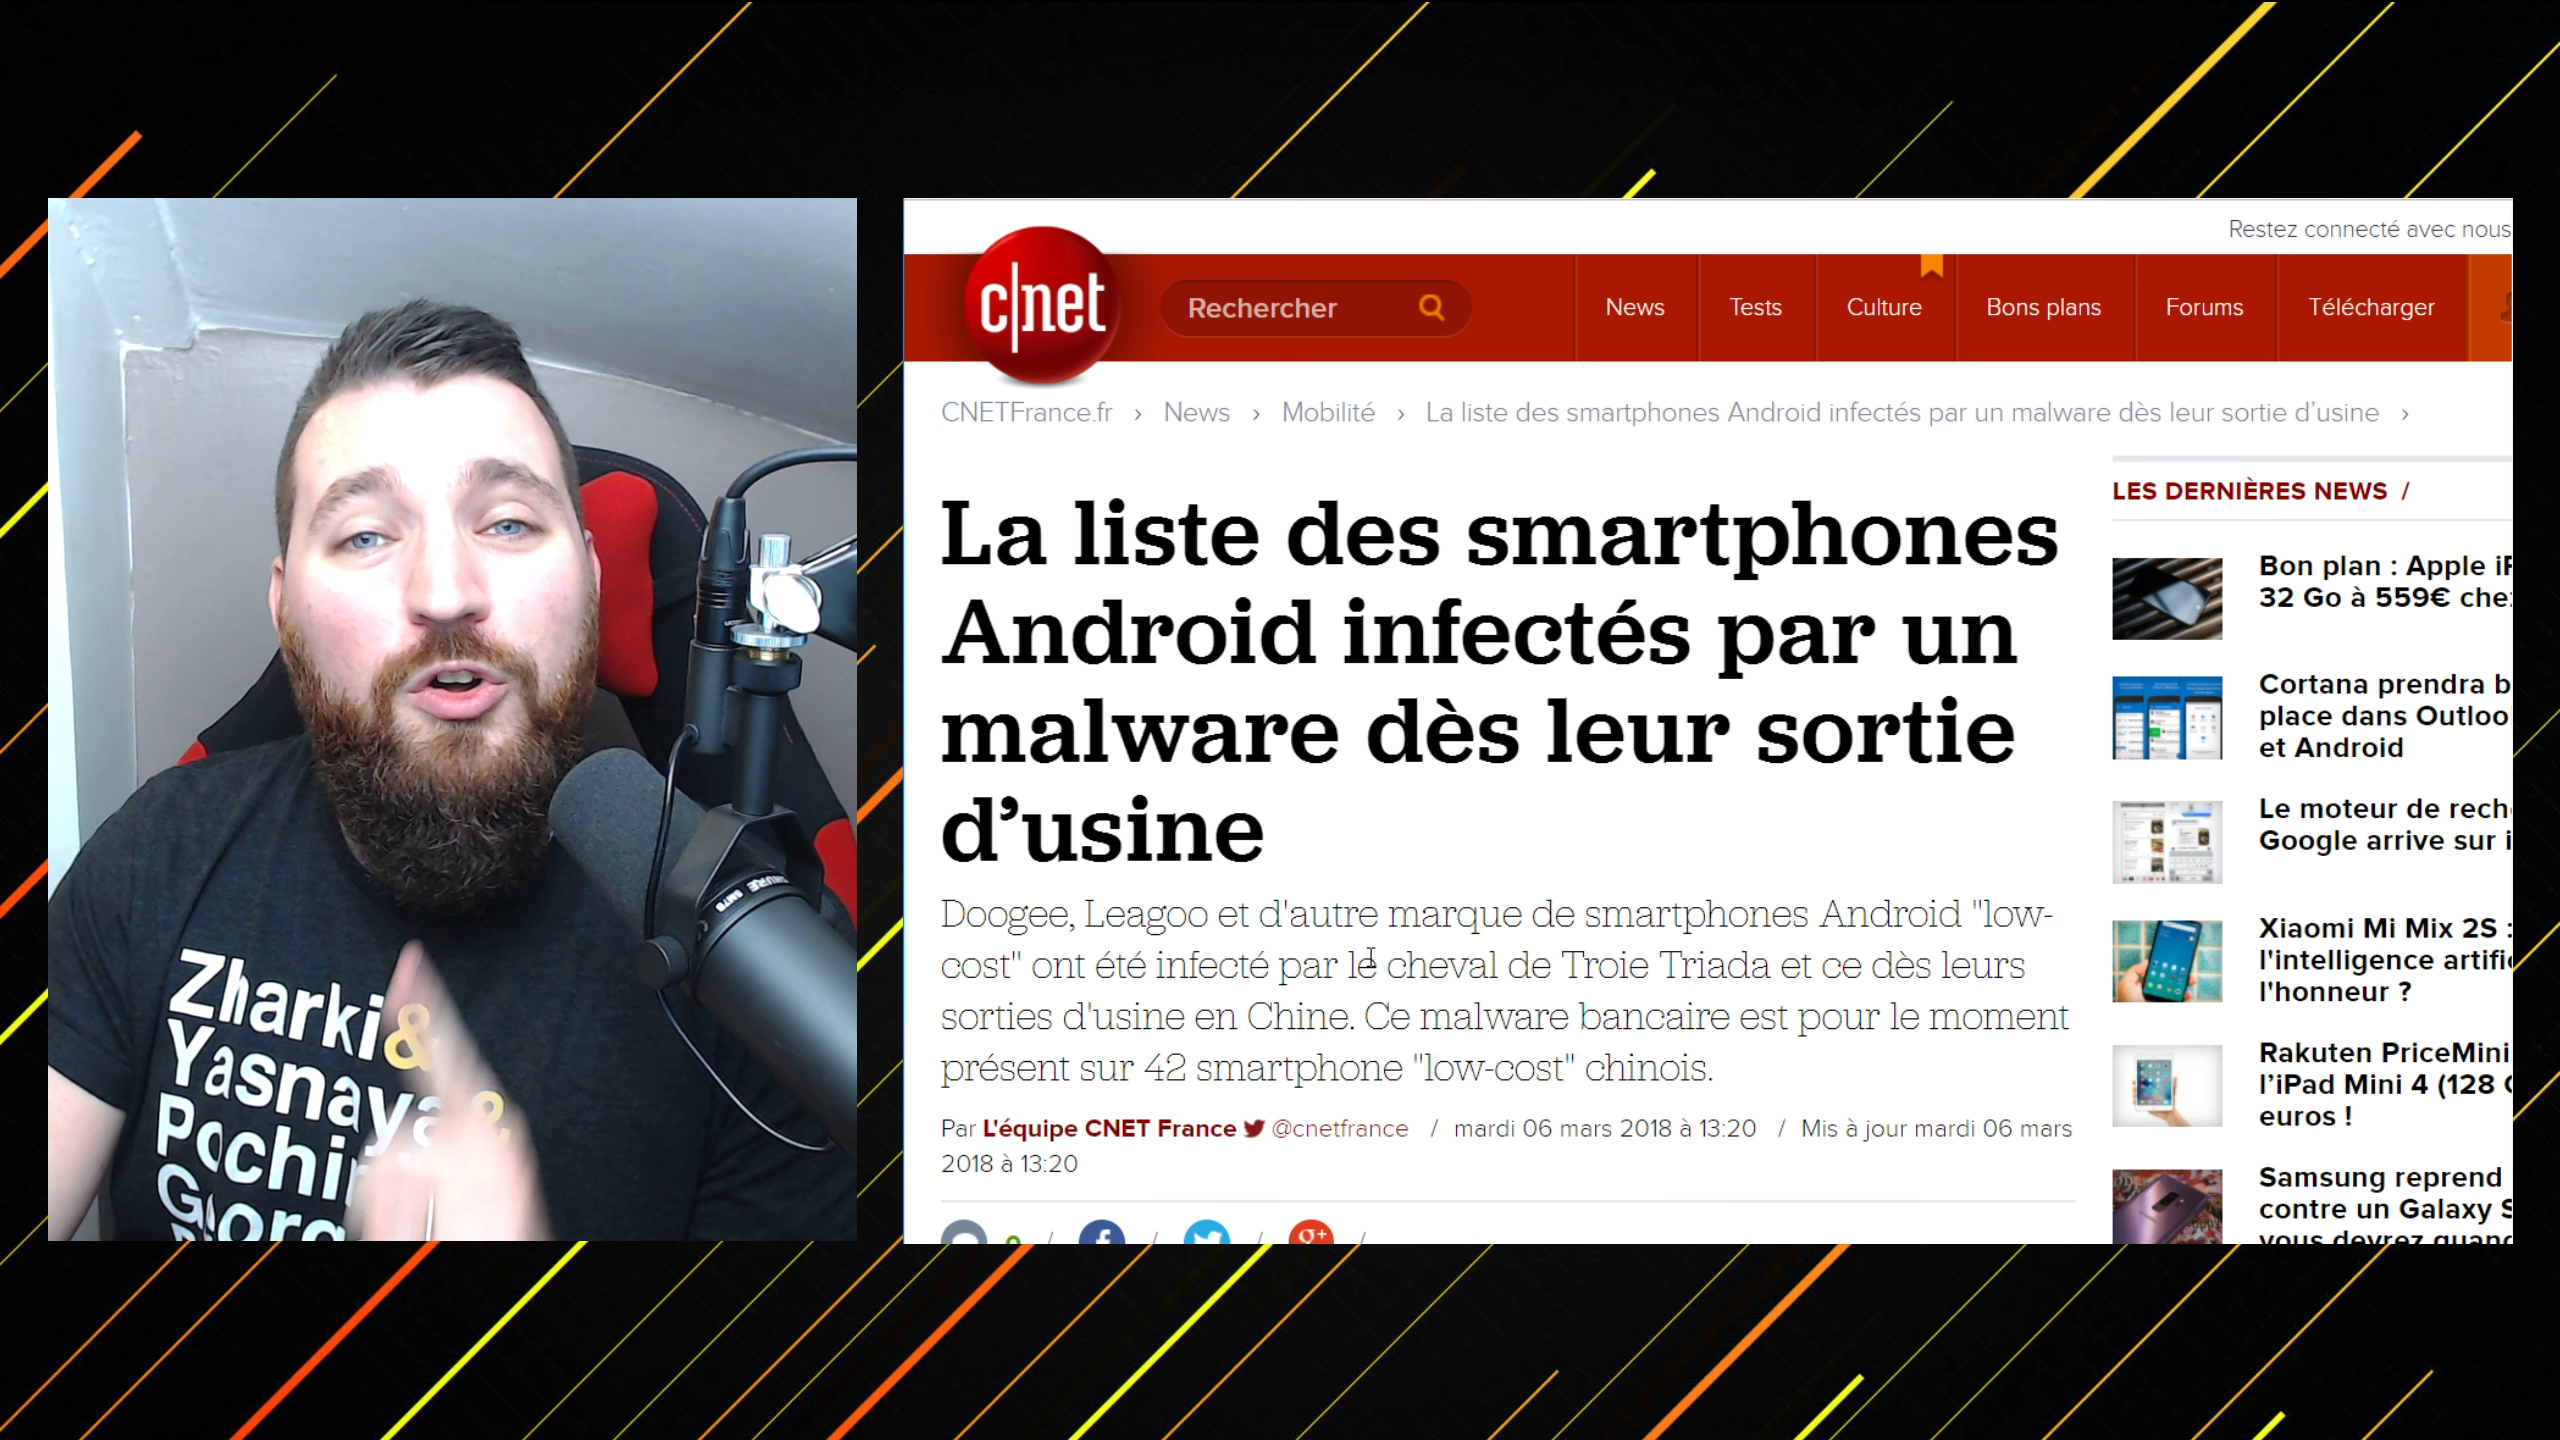 Zharki&
Yasnaya&
Pochin
Georg
SHURE SM7B
Restez connecté avec nous
c|net
Rechercher
News
Tests
Culture
Bons plans
Forums
Télécharger
CNETFrance.fr › News › Mobilité › La liste des smartphones Android infectés par un malware dès leur sortie d'usine ›
La liste des smartphones
Android infectés par un
malware dès leur sortie
d’usine
Doogee, Leagoo et d'autre marque de smartphones Android "low-
cost" ont été infecté par le cheval de Troie Triada et ce dès leurs
sorties d'usine en Chine. Ce malware bancaire est pour le moment
présent sur 42 smartphone "low-cost" chinois.
Par L'équipe CNET France @cnetfrance / mardi 06 mars 2018 à 13:20 / Mis à jour mardi 06 mars
2018 à 13:20
LES DERNIÈRES NEWS /
Bon plan : Apple
32 Go à 559€
Cortana prendra
place dans
et Android
Le moteur de
Google arrive sur
Xiaomi Mi Mix 2S :
l'intelligence
l'honneur ?
Rakuten
l’iPad Mini 4 (128
euros !
Samsung reprend
contre un Galaxy
vous devrez